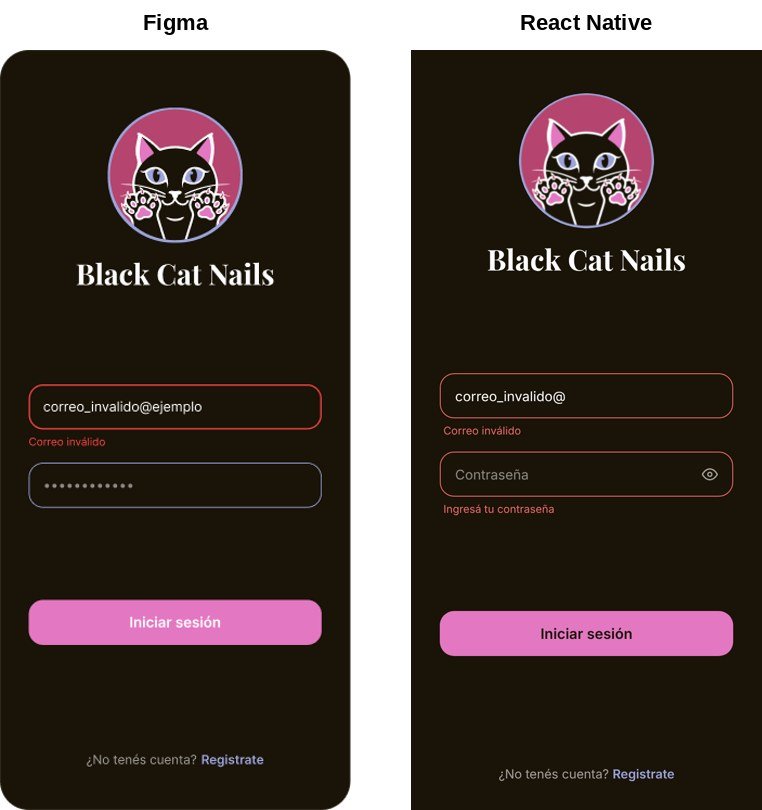 Figma
Black Cat Nails
correo_invalido@ejemplo
Correo inválido
••••••••••••
Iniciar sesión
¿No tenés cuenta? Registrate
React Native
Black Cat Nails
correo_invalido@
Correo inválido
Contraseña
Ingresá tu contraseña
Iniciar sesión
¿No tenés cuenta? Registrate